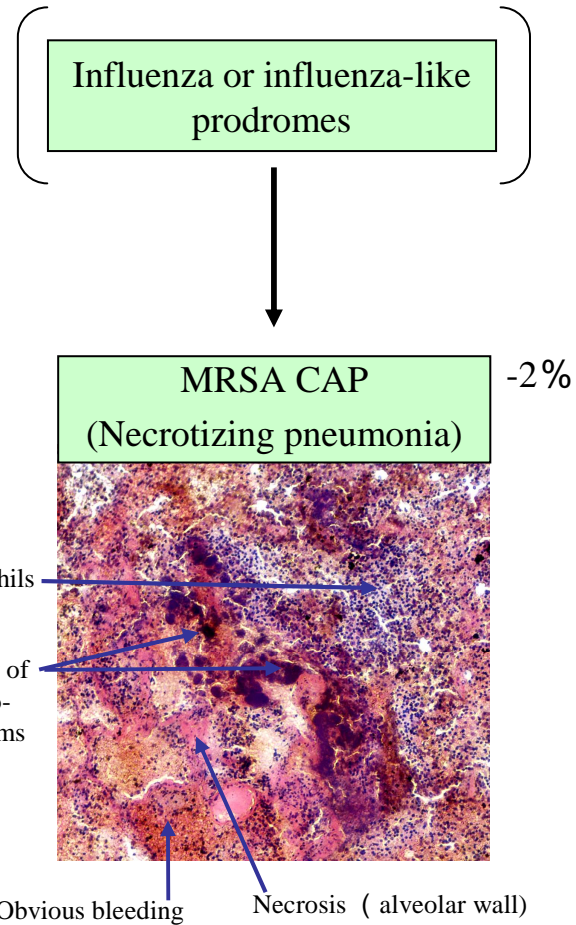 Influenza or influenza-like
prodromes
MRSA CAP
(Necrotizing pneumonia)
-2%
hils
of
-
ms
Obvious bleeding
Necrosis ( alveolar wall)